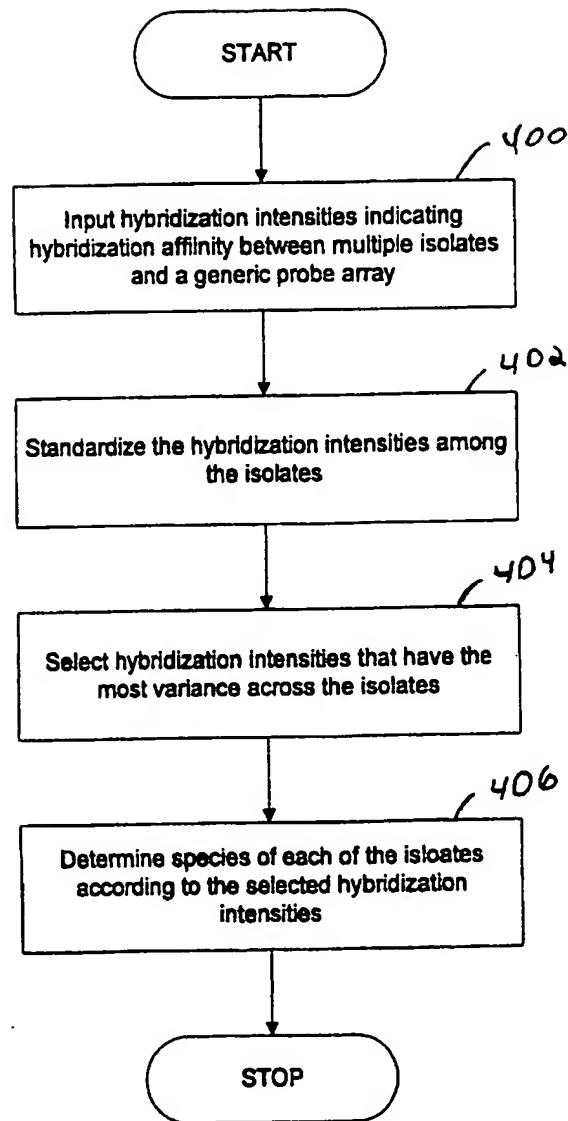 START
400
Input hybridization intensities indicating
hybridization affinity between multiple isolates
and a generic probe array
402
Standardize the hybridization intensities among
the isolates
404
Select hybridization intensities that have the
most variance across the isolates
406
Determine species of each of the isloates
according to the selected hybridization
intensities
STOP